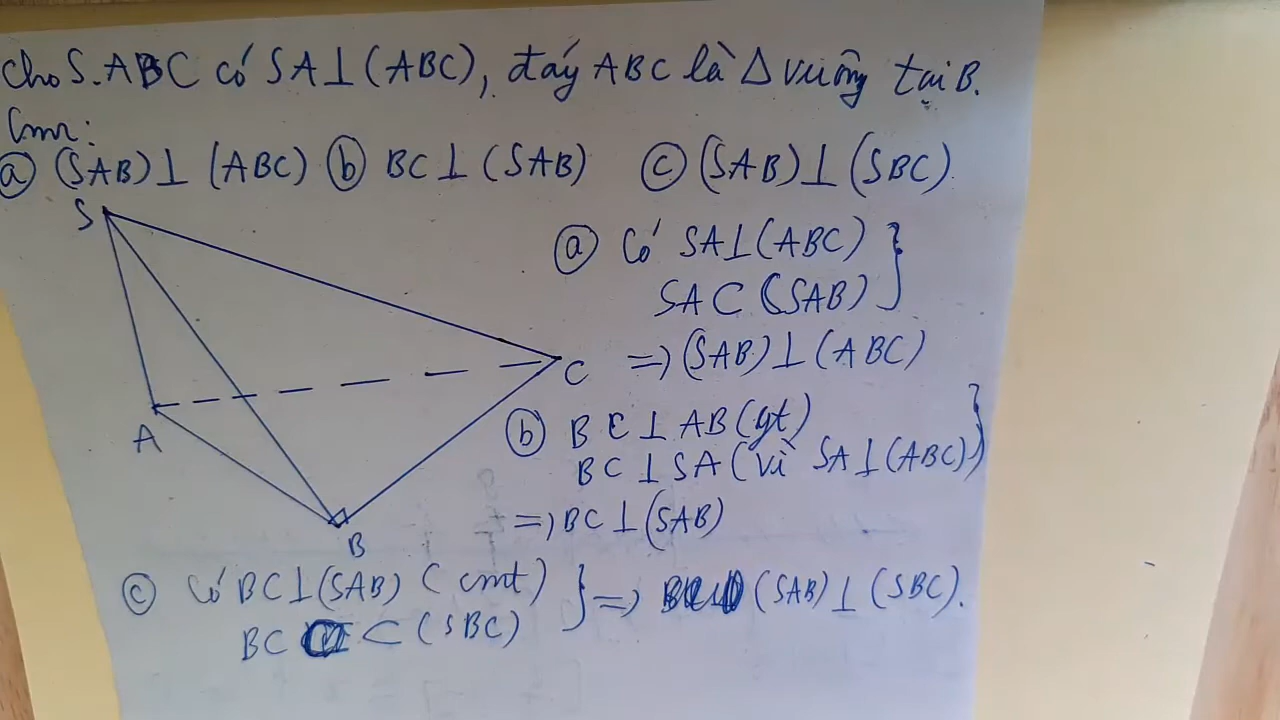 Cho S.ABC có SA⊥(ABC), đáy ABC là Δ vuông tại B.
Cmr:
ⓐ (SAB)⊥(ABC) ⓑ BC⊥(SAB) ⓒ (SAB)⊥(SBC).
S
A
B
C
ⓐ Có SA⊥(ABC) }
SA⊂(SAB)
=> (SAB)⊥(ABC)
ⓑ BC⊥AB(gt) }
BC⊥SA(vì SA⊥(ABC))
=> BC⊥(SAB)
ⓒ Có BC⊥(SAB) (cmt) } => (SAB)⊥(SBC).
BC ⊂(SBC)